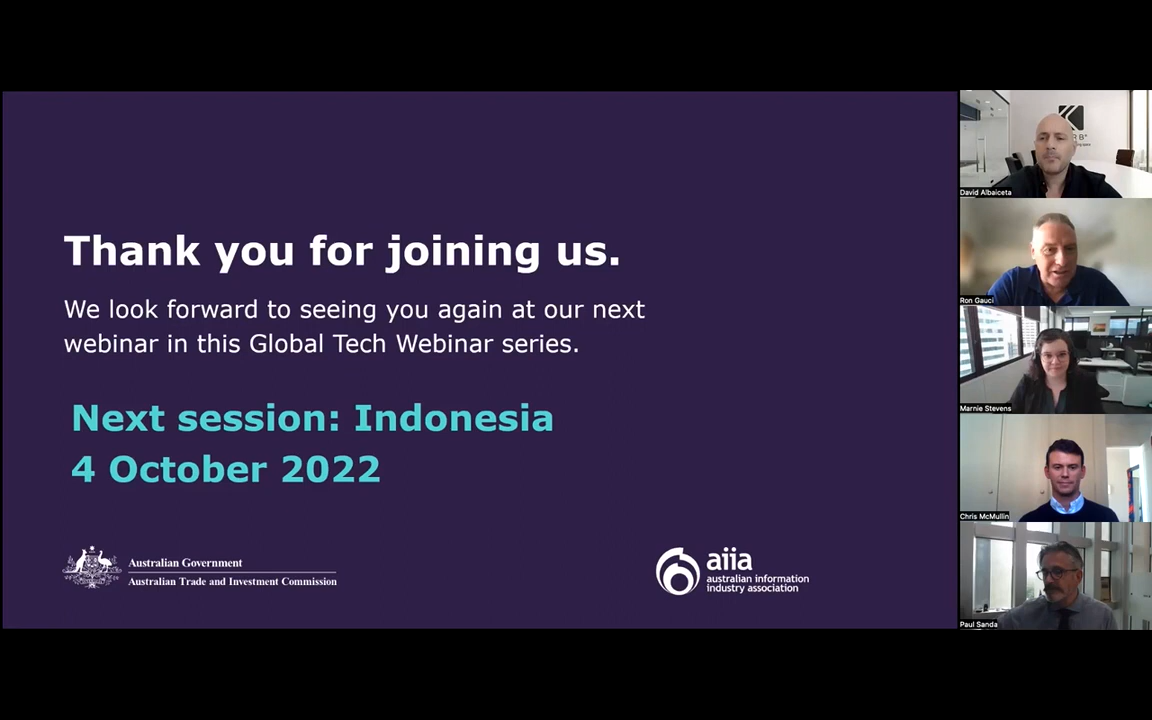 Thank you for joining us.
We look forward to seeing you again at our next
webinar in this Global Tech Webinar series.
Next session: Indonesia
4 October 2022
Australian Government
Australian Trade and Investment Commission
aiia
australian information
industry association
David Albaiceta
Ron Gauci
Marnie Stevens
Chris McMullin
Paul Sanda